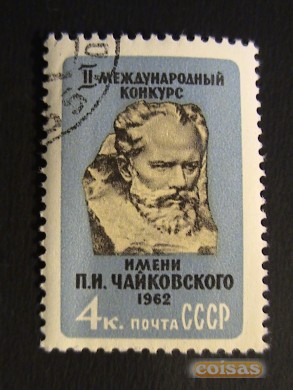 II-МЕЖДУНАРОДНЫЙ
КОНКУРС
ИМЕНИ
П.И. ЧАЙКОВСКОГО
1962
4к. ПОЧТА СССР
coisas